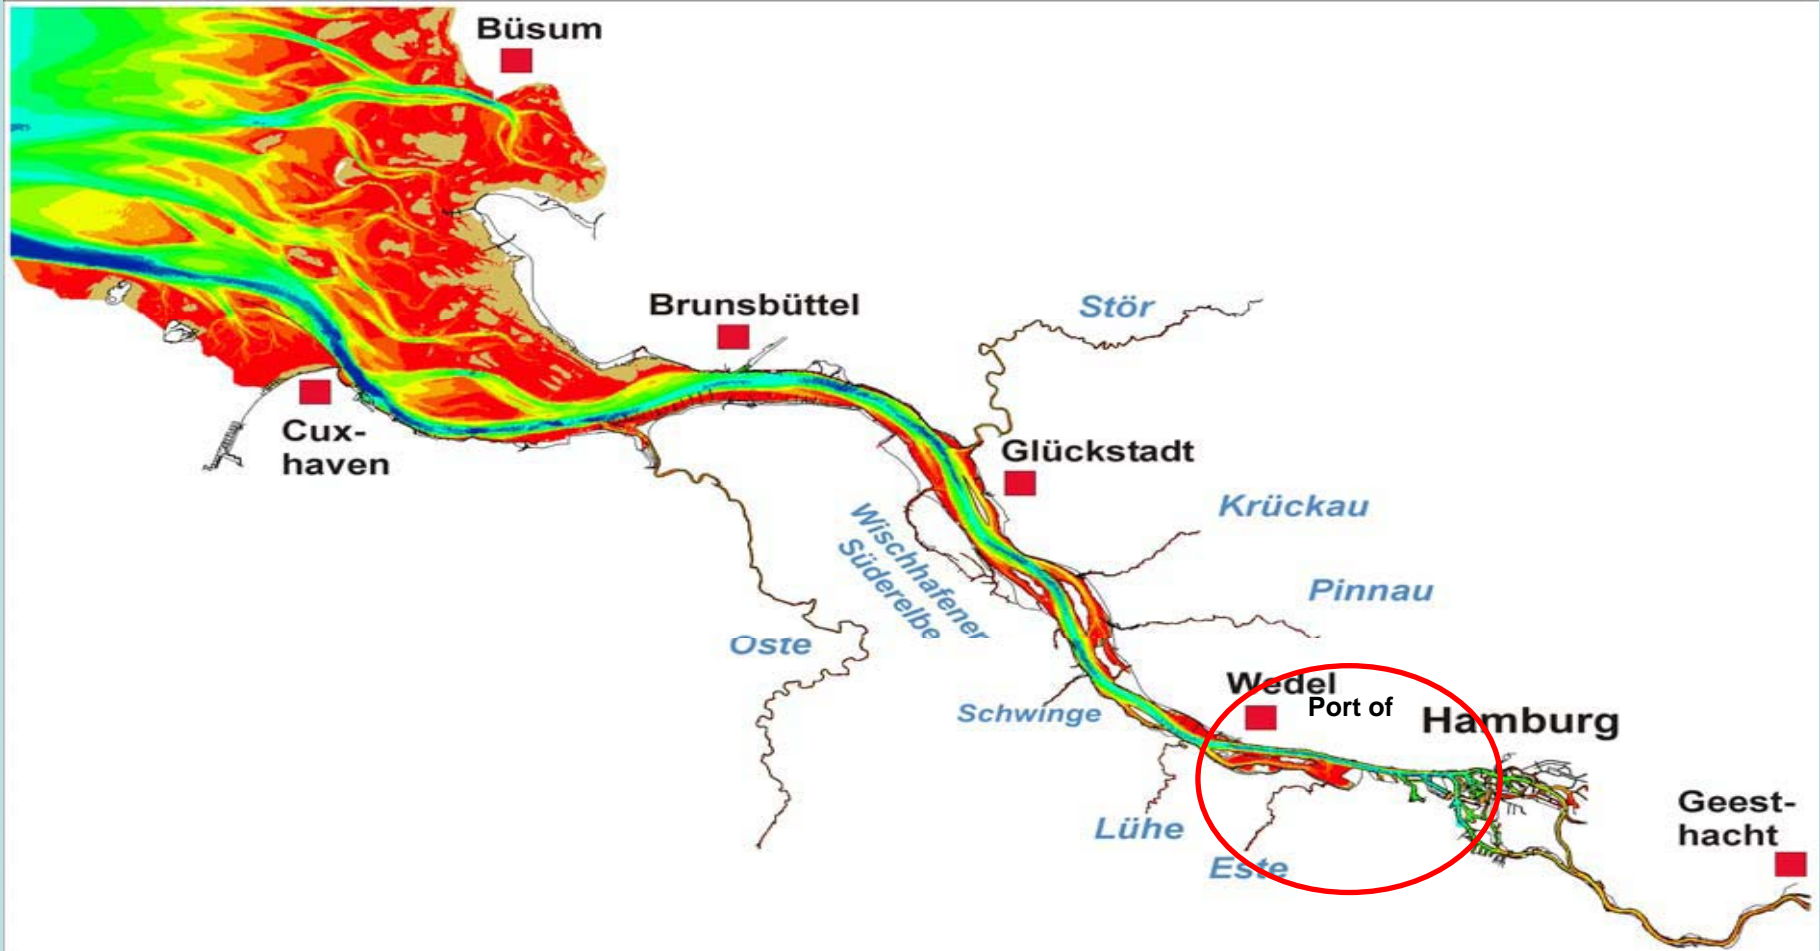 Büsum
Brunsbüttel
Stör
Cux-
haven
Glückstadt
Krückau
Wischhafener
Süderelbe
Pinnau
Oste
Wedel
Port of
Hamburg
Schwinge
Geest-
hacht
Lühe
Este